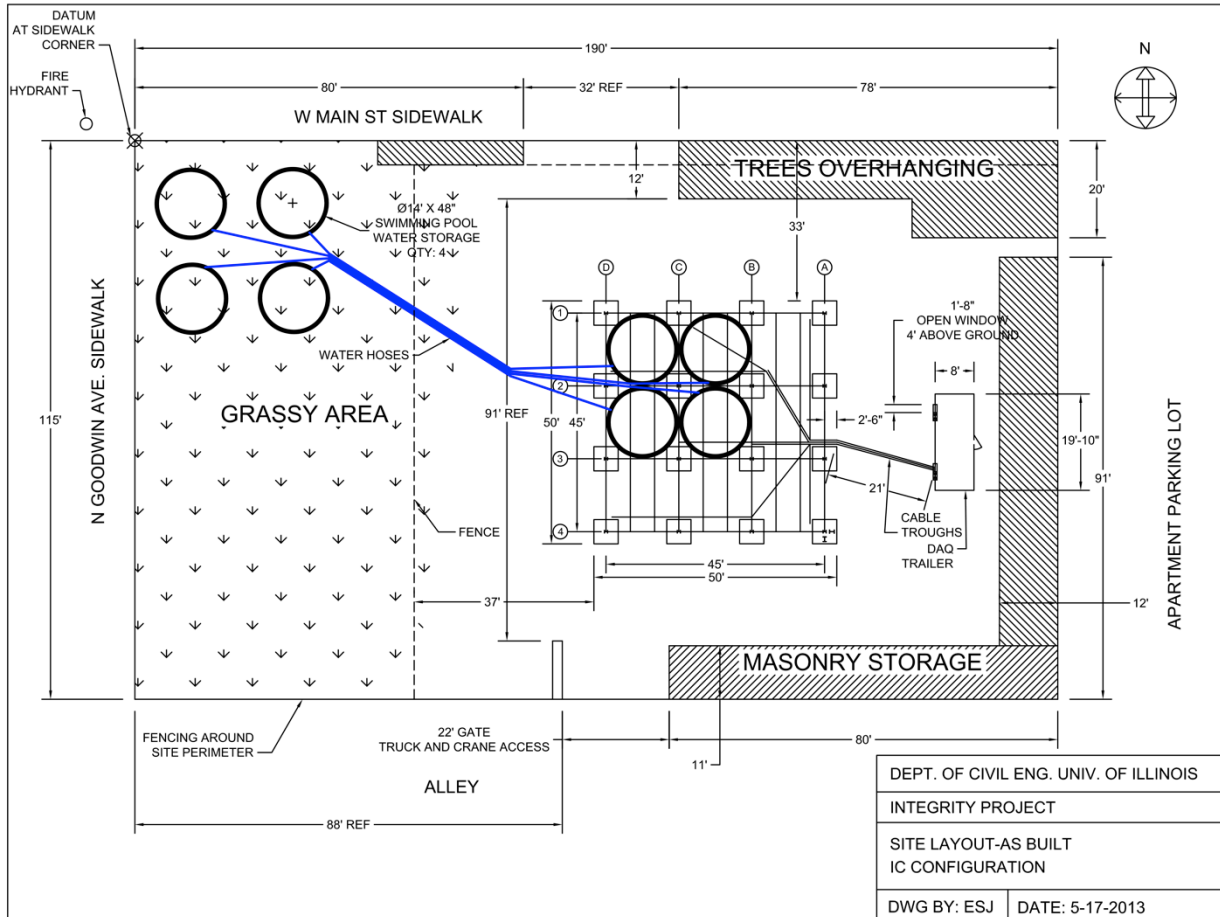 DATUM
AT SIDEWALK
CORNER
FIRE
HYDRANT
190'
80'
32' REF
78'
N
W MAIN ST SIDEWALK
TREES OVERHANGING
12'
20'
33'
Ø14' X 48"
SWIMMING POOL
WATER STORAGE
QTY: 4
D
C
B
A
1
2
3
4
1'-8"
OPEN WINDOW
4' ABOVE GROUND
8'
WATER HOSES
N GOODWIN AVE. SIDEWALK
115'
GRASSY AREA
91' REF
50'
45'
2'-6"
19'-10"
91'
21'
APARTMENT PARKING LOT
FENCE
CABLE
TROUGHS
DAQ
TRAILER
45'
50'
37'
12'
MASONRY STORAGE
FENCING AROUND
SITE PERIMETER
22' GATE
TRUCK AND CRANE ACCESS
80'
11'
ALLEY
88' REF
DEPT. OF CIVIL ENG. UNIV. OF ILLINOIS
INTEGRITY PROJECT
SITE LAYOUT-AS BUILT
IC CONFIGURATION
DWG BY: ESJ
DATE: 5-17-2013